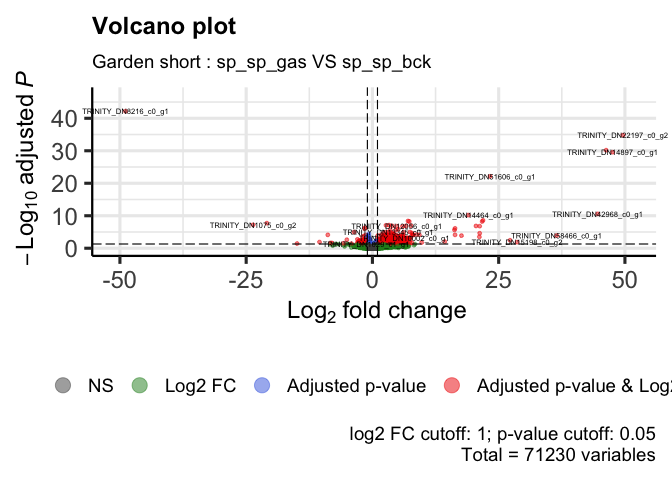 Volcano plot
Garden short : sp_sp_gas VS sp_sp_bck
− Log10 adjusted P
40
30
20
10
0
TRINITY_DN22197_c0_g2
TRINITY_DN14897_c0_g1
TRINITY_DN51606_c0_g1
TRINITY_DN14464_c0_g1
TRINITY_DN42968_c0_g1
TRINITY_DN1075_c0_g2
-50
-25
0
25
50
Log2 fold change
NS
Log2 FC
Adjusted p-value
Adjusted p-value & Log2
log2 FC cutoff: 1; p-value cutoff: 0.05
Total = 71230 variables